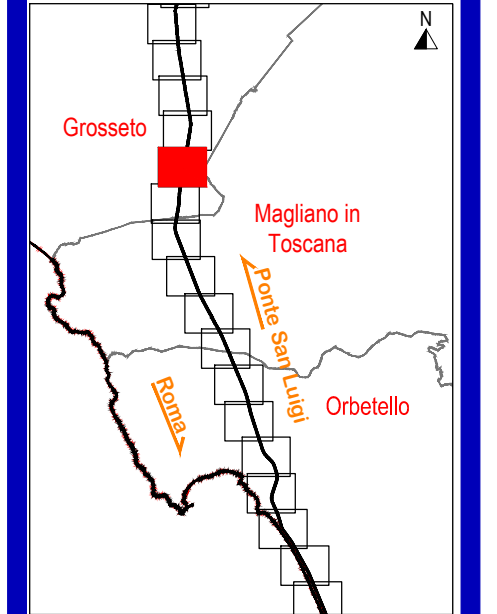 N
Grosseto
Magliano in
Toscana
Ponte San Luigi
Roma
Orbetello